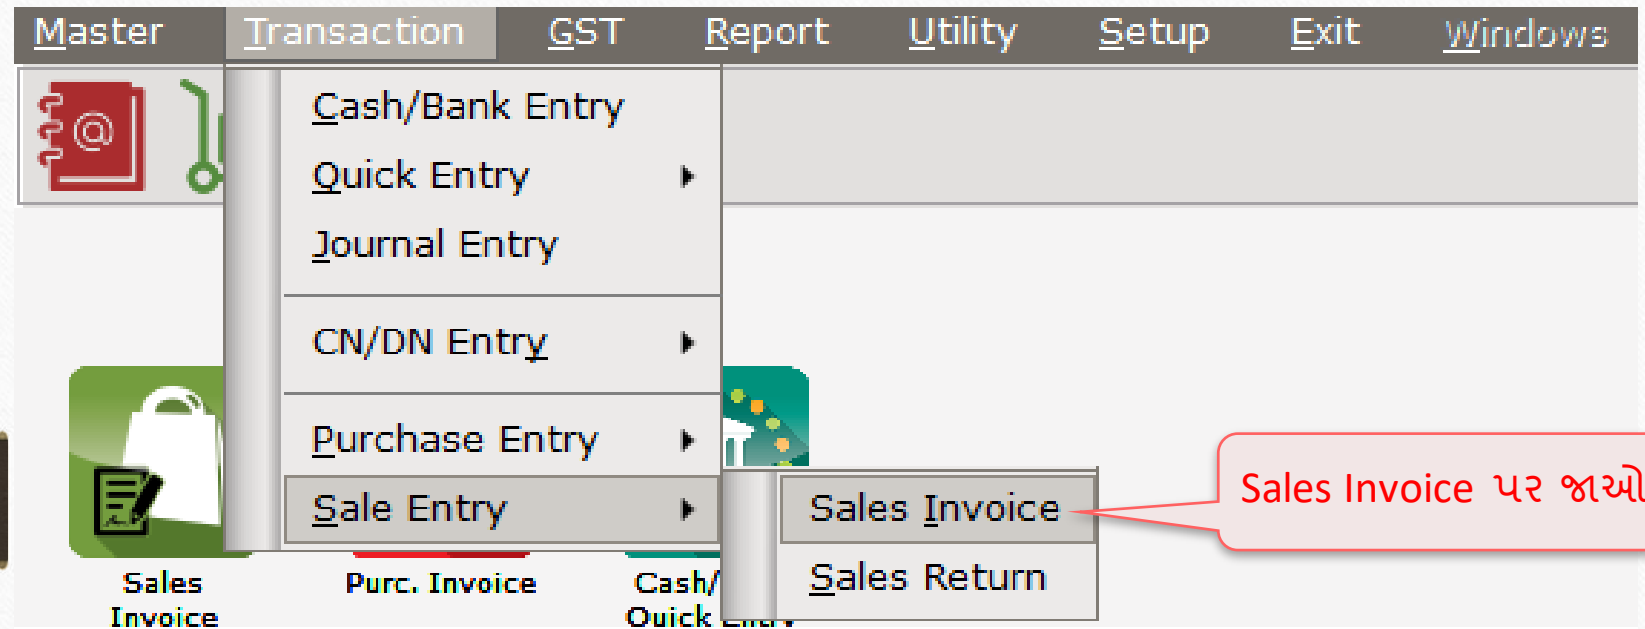 Master Transaction GST Report Utility Setup Exit Windows
Cash/Bank Entry
Quick Entry
Journal Entry
CN/DN Entry
Purchase Entry
Sale Entry
Sales Invoice
Sales Return
Sales Invoice પર જાઓ
Sales
Invoice
Purc. Invoice
Cash/
Quick Entry